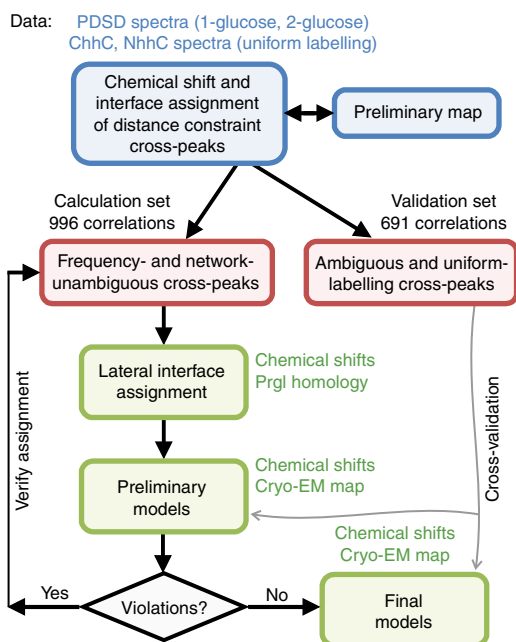 Data:
PDSD spectra (1-glucose, 2-glucose)
ChhC, NhhC spectra (uniform labelling)
Chemical shift and
interface assignment
of distance constraint
cross-peaks
Preliminary map
Calculation set
996 correlations
Validation set
691 correlations
Frequency- and network-
unambiguous cross-peaks
Ambiguous and uniform-
labelling cross-peaks
Lateral interface
assignment
Chemical shifts
PrgI homology
Verify assignment
Cross-validation
Preliminary
models
Chemical shifts
Cryo-EM map
Chemical shifts
Cryo-EM map
Yes
Violations?
No
Final
models